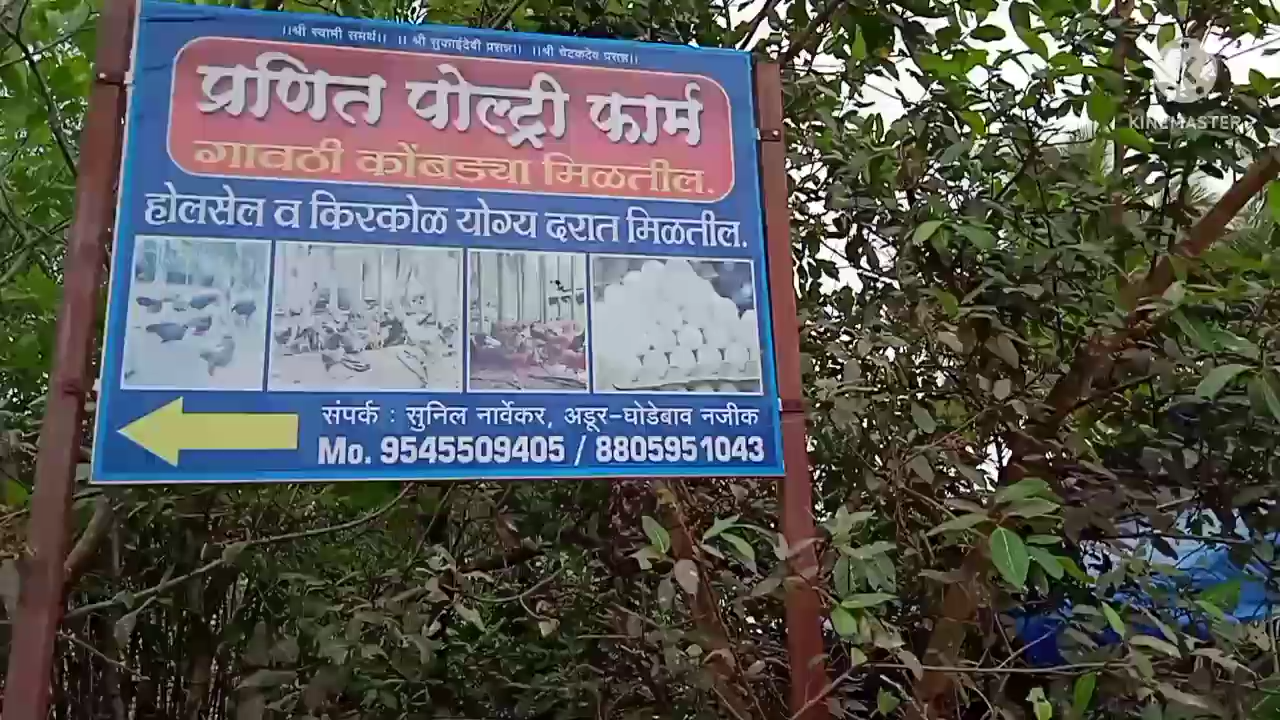 ।।श्री स्वामी समर्थ।। ।। श्री सुकाईदेवी प्रसन्न।। ।।श्री चेटकदेव प्रसन्न।।
प्रणित पोल्ट्री फार्म
गावठी कोंबड्या मिळतील.
होलसेल व किरकोळ योग्य दरात मिळतील.
संपर्क : सुनिल नार्वेकर, अडूर-घोडेबाव नजीक
Mo. 9545509405 / 8805951043
KINEMASTER